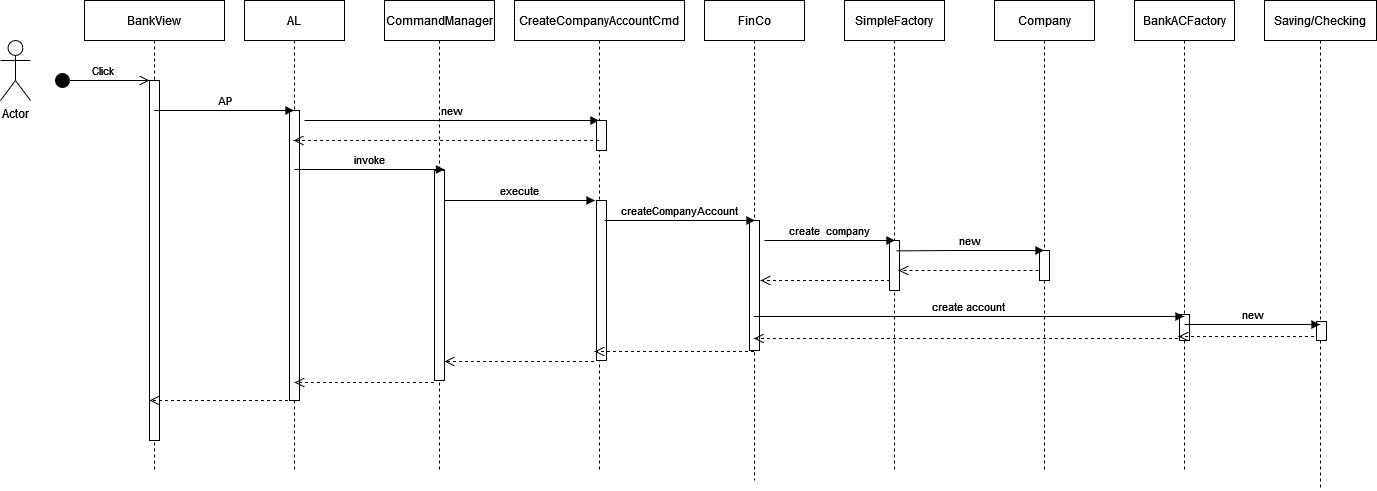 BankView
AL
CommandManager
CreateCompanyAccountCmd
FinCo
SimpleFactory
Company
BankACFactory
Saving/Checking
Click
Actor
AP
new
invoke
execute
createCompanyAccount
create company
new
create account
new